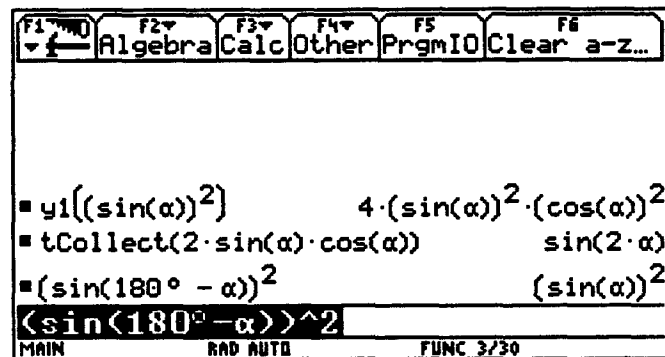 F1 F2 F3 F4 F5 F6
Algebra Calc Other PrgmIO Clear a-z…
▪ y1((sin(α))²) 4·(sin(α))²·(cos(α))²
▪ tCollect(2·sin(α)·cos(α)) sin(2·α)
▪ (sin(180° - α))² (sin(α))²
(sin(180°-α))^2
MAIN RAD AUTO FUNC 3/30